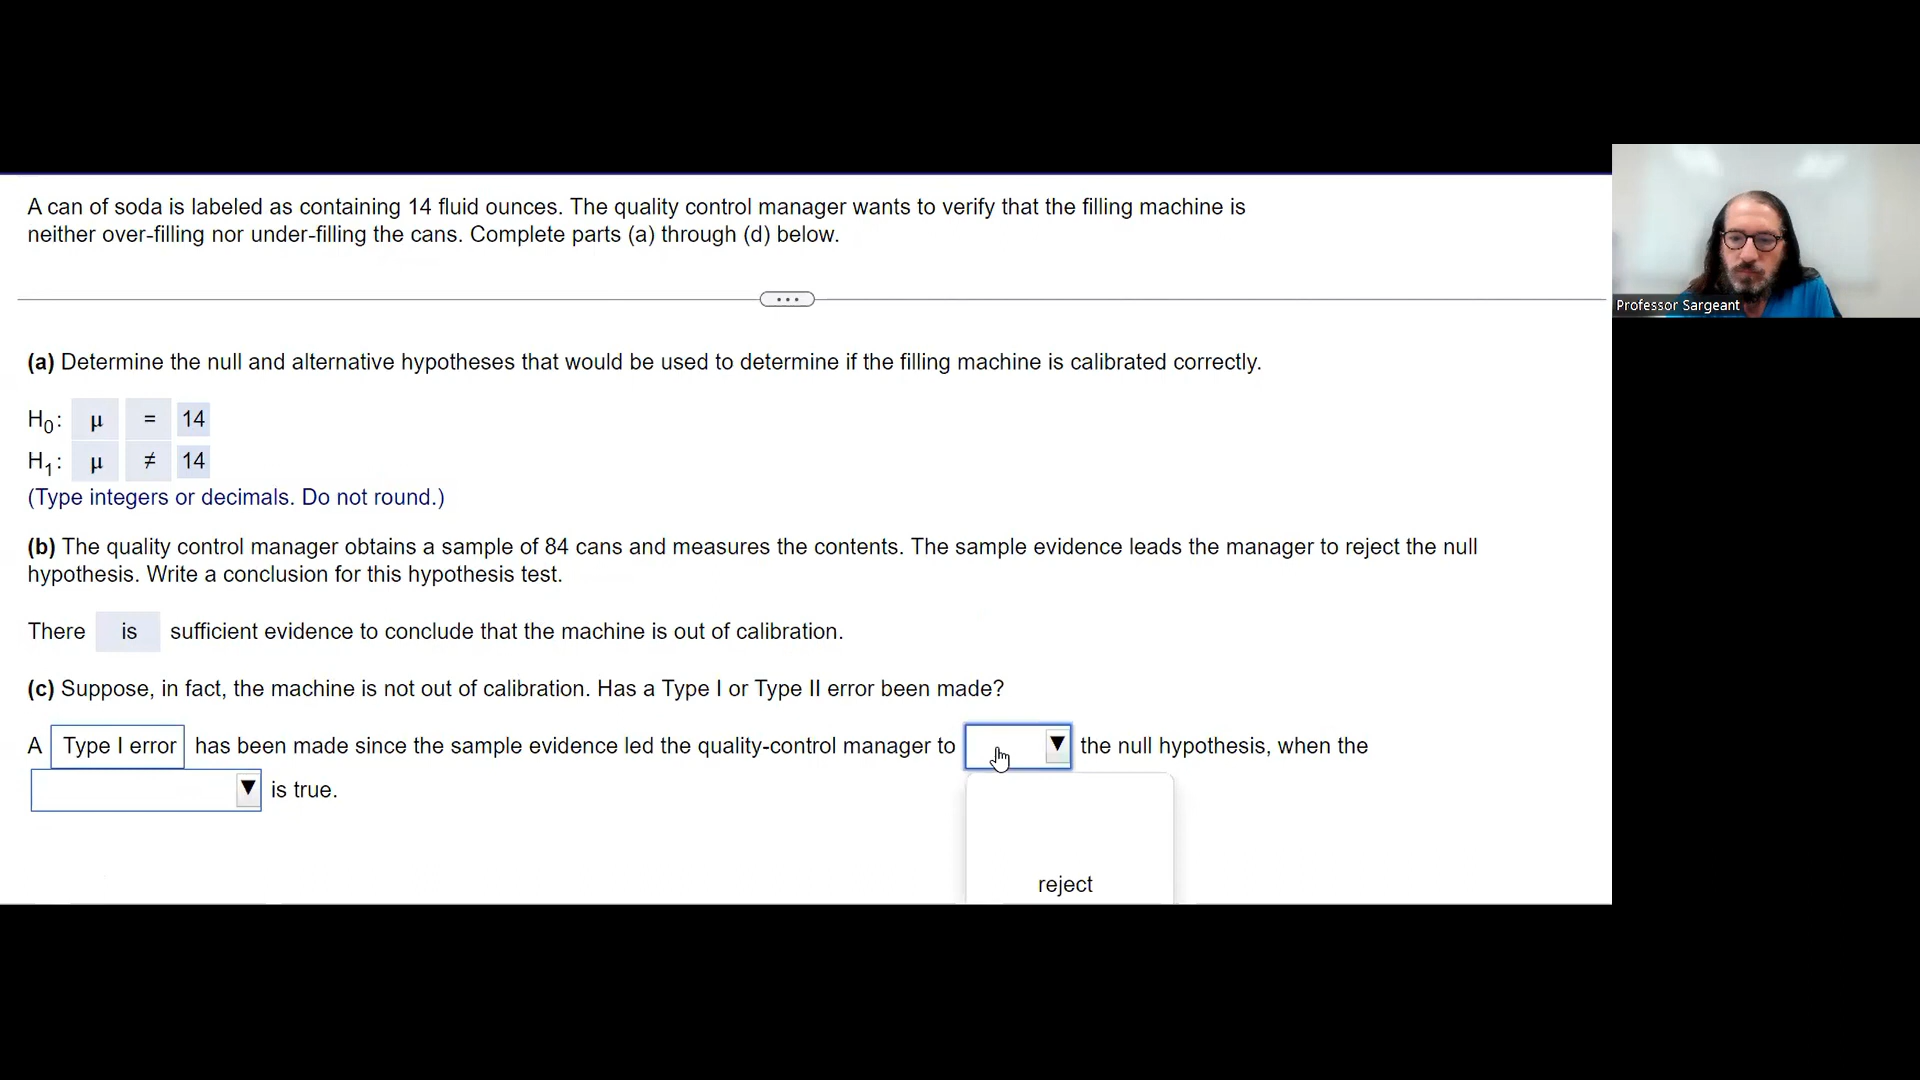 A can of soda is labeled as containing 14 fluid ounces. The quality control manager wants to verify that the filling machine is
neither over-filling nor under-filling the cans. Complete parts (a) through (d) below.
Professor Sargeant
(a) Determine the null and alternative hypotheses that would be used to determine if the filling machine is calibrated correctly.
H0: μ = 14
H1: μ ≠ 14
(Type integers or decimals. Do not round.)
(b) The quality control manager obtains a sample of 84 cans and measures the contents. The sample evidence leads the manager to reject the null
hypothesis. Write a conclusion for this hypothesis test.
There is sufficient evidence to conclude that the machine is out of calibration.
(c) Suppose, in fact, the machine is not out of calibration. Has a Type I or Type II error been made?
A Type I error has been made since the sample evidence led the quality-control manager to ▼ the null hypothesis, when the
▼ is true.
reject